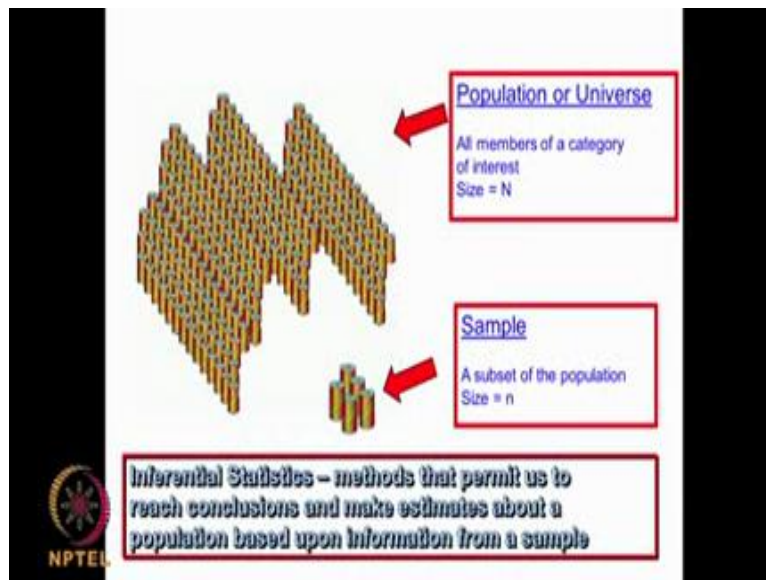 Population or Universe
All members of a category
of interest
Size = N
Sample
A subset of the population
Size = n
Inferential Statistics – methods that permit us to
reach conclusions and make estimates about a
population based upon information from a sample
NPTEL